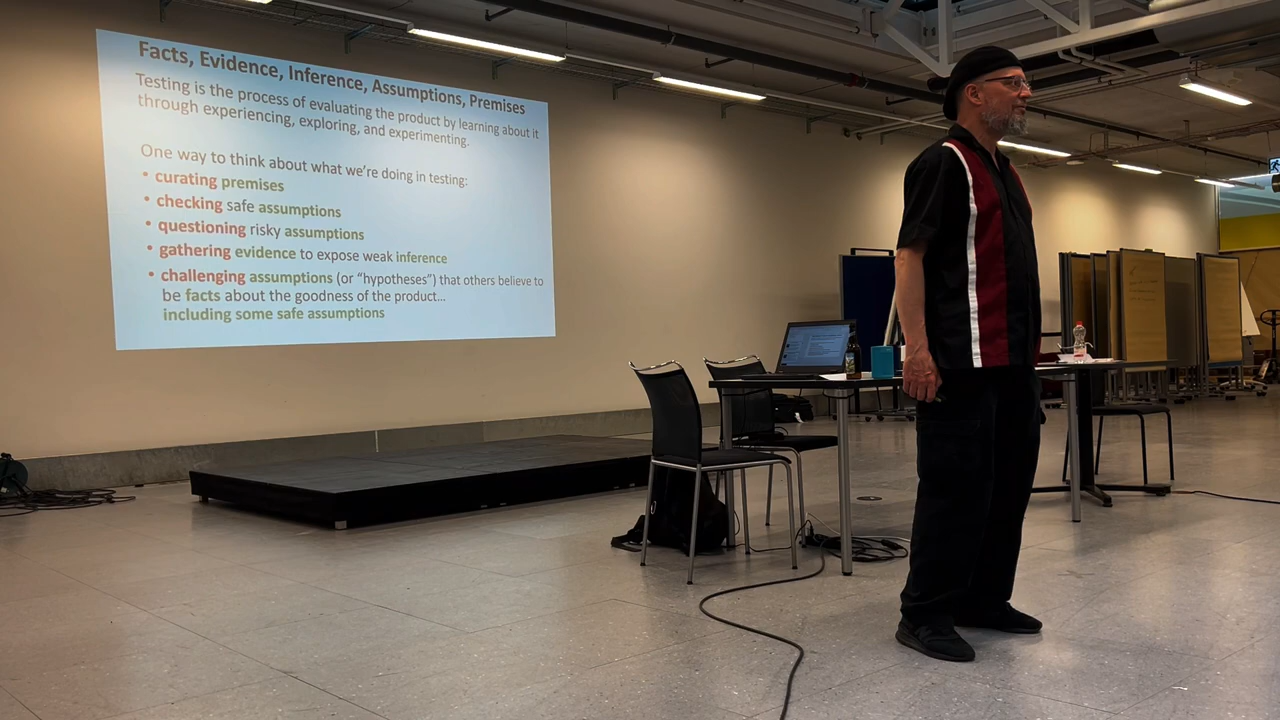 Facts, Evidence, Inference, Assumptions, Premises
Testing is the process of evaluating the product by learning about it
through experiencing, exploring, and experimenting.
One way to think about what we're doing in testing:
• curating premises
• checking safe assumptions
• questioning risky assumptions
• gathering evidence to expose weak inference
• challenging assumptions (or “hypotheses”) that others believe to
be facts about the goodness of the product...
including some safe assumptions